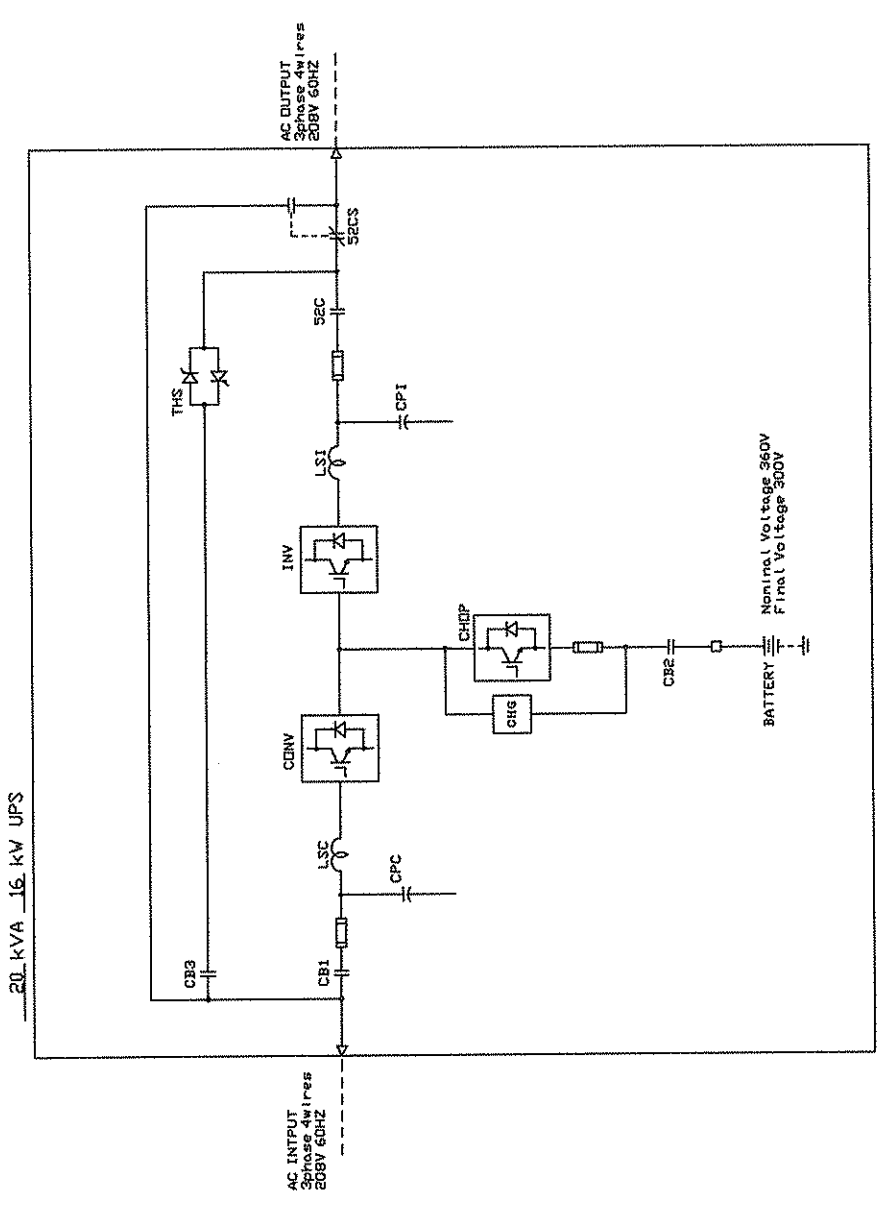 20 kVA 16 kW UPS
AC INTPUT
3phase 4wires
208V 60HZ
CB3
CB1
LSC
CPC
CONV
INV
LSI
CPI
THS
52C
52CS
AC OUTPUT
3phase 4wires
208V 60HZ
CHG
CHOP
CB2
BATTERY
Nominal Voltage 360V
Final Voltage 300V